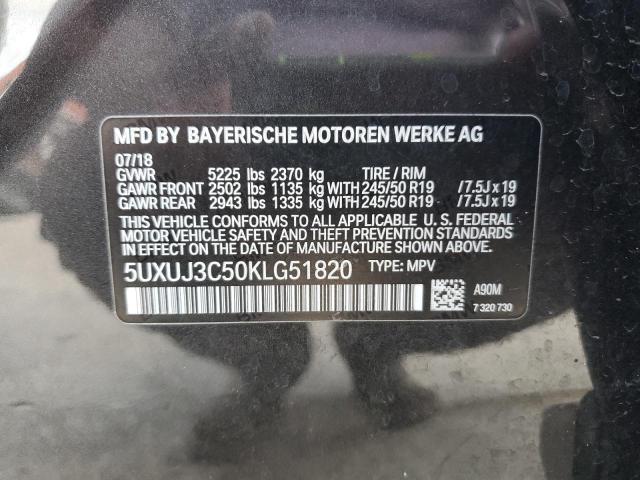 MFD BY BAYERISCHE MOTOREN WERKE AG
07/18
GVWR 5225 lbs 2370 kg TIRE / RIM
GAWR FRONT 2502 lbs 1135 kg WITH 245/50 R19 /7.5J x 19
GAWR REAR 2943 lbs 1335 kg WITH 245/50 R19 /7.5J x 19
THIS VEHICLE CONFORMS TO ALL APPLICABLE U. S. FEDERAL
MOTOR VEHICLE SAFETY AND THEFT PREVENTION STANDARDS
IN EFFECT ON THE DATE OF MANUFACTURE SHOWN ABOVE.
5UXUJ3C50KLG51820 TYPE: MPV
A90M
7 320 730